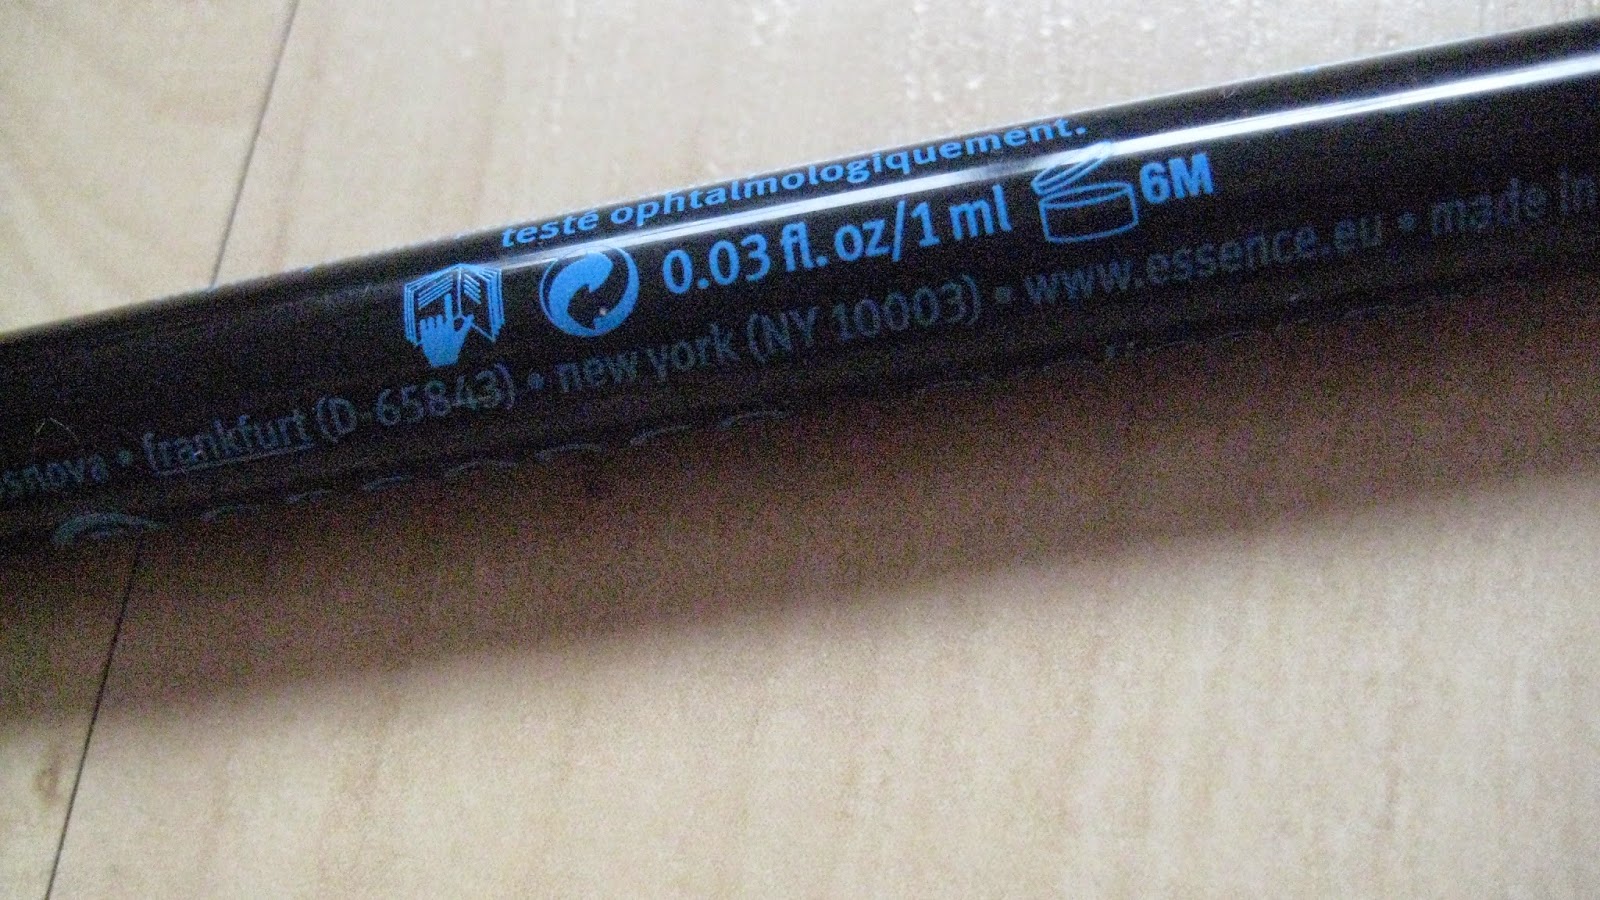 testé ophtalmologiquement.
0.03 fl. oz/1 ml 6M
osnova • frankfurt (D-65843) • new york (NY 10003) • www.essence.eu • made in